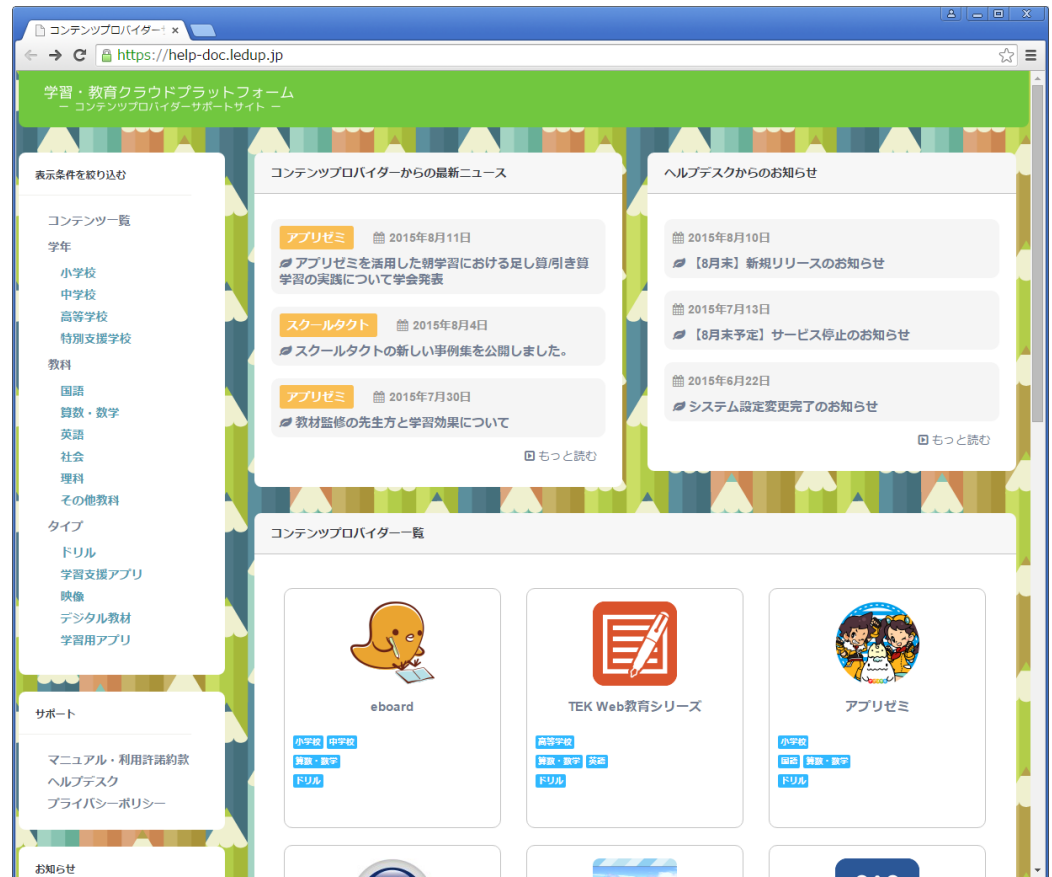 コンテンツプロバイダー
https://help-doc.ledup.jp
学習・教育クラウドプラットフォーム
ー コンテンツプロバイダーサポートサイト ー
表示条件を絞り込む
コンテンツ一覧
学年
小学校
中学校
高等学校
特別支援学校
教科
国語
算数・数学
英語
社会
理科
その他教科
タイプ
ドリル
学習支援アプリ
映像
デジタル教材
学習用アプリ
サポート
マニュアル・利用許諾約款
ヘルプデスク
プライバシーポリシー
お知らせ
コンテンツプロバイダーからの最新ニュース
アプリゼミ 2015年8月11日
アプリゼミを活用した朝学習における足し算/引き算
学習の実践について学会発表
スクールタクト 2015年8月4日
スクールタクトの新しい事例集を公開しました。
アプリゼミ 2015年7月30日
教材監修の先生方と学習効果について
もっと読む
ヘルプデスクからのお知らせ
2015年8月10日
【8月末】新規リリースのお知らせ
2015年7月13日
【8月末予定】サービス停止のお知らせ
2015年6月22日
システム設定変更完了のお知らせ
もっと読む
コンテンツプロバイダー一覧
eboard
小学校 中学校
算数・数学
ドリル
TEK Web教育シリーズ
高等学校
算数・数学 英語
ドリル
アプリゼミ
小学校
国語 算数・数学
ドリル